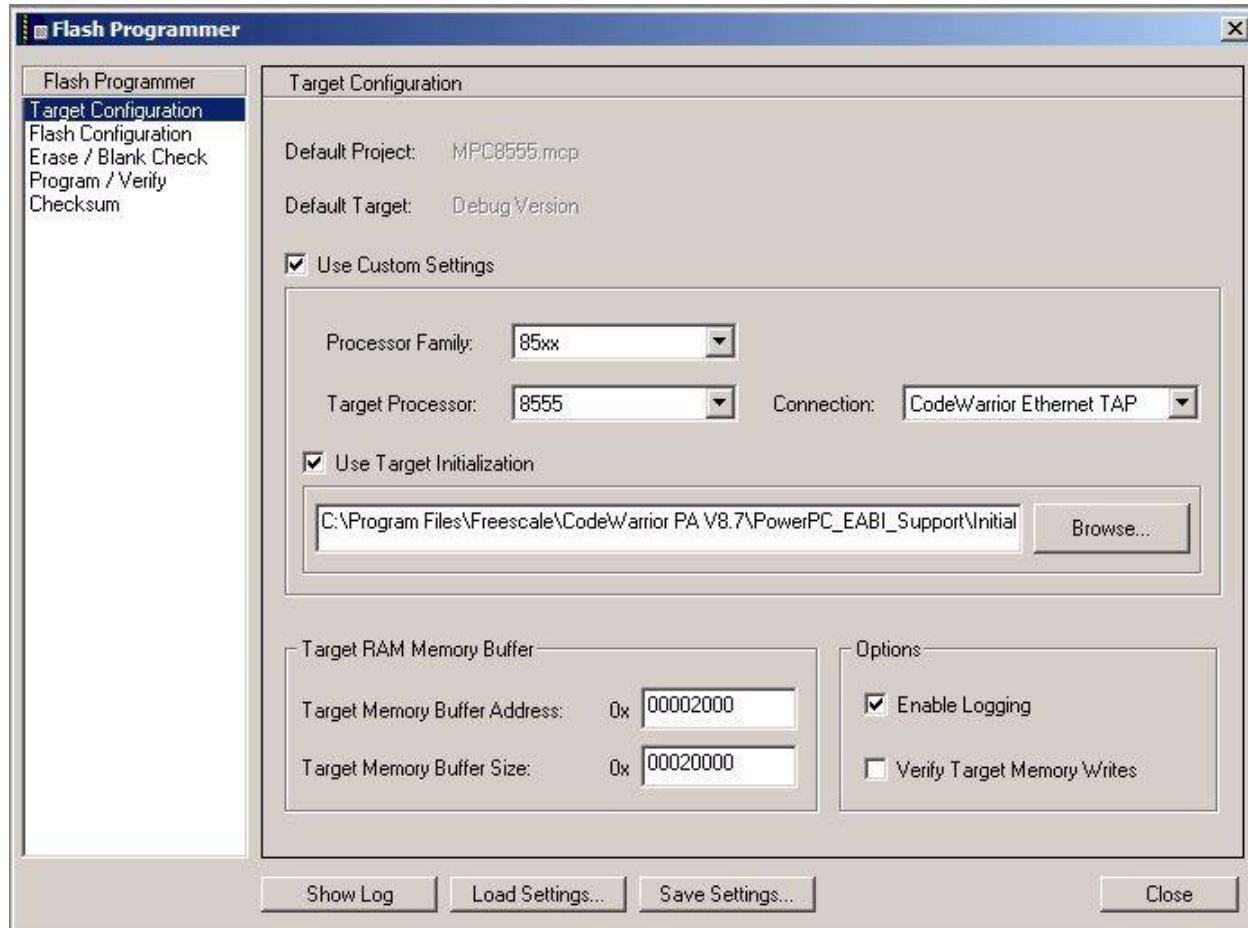 Flash Programmer
Flash Programmer
Target Configuration
Flash Configuration
Erase / Blank Check
Program / Verify
Checksum
Target Configuration
Default Project: MPC8555.mcp
Default Target: Debug Version
Use Custom Settings
Processor Family: 85xx
Target Processor: 8555 Connection: CodeWarrior Ethernet TAP
Use Target Initialization
C:\Program Files\Freescale\CodeWarrior PA V8.7\PowerPC_EABI_Support\Initial Browse...
Target RAM Memory Buffer
Target Memory Buffer Address: 0x 00002000
Target Memory Buffer Size: 0x 00020000
Options
Enable Logging
Verify Target Memory Writes
Show Log Load Settings... Save Settings... Close